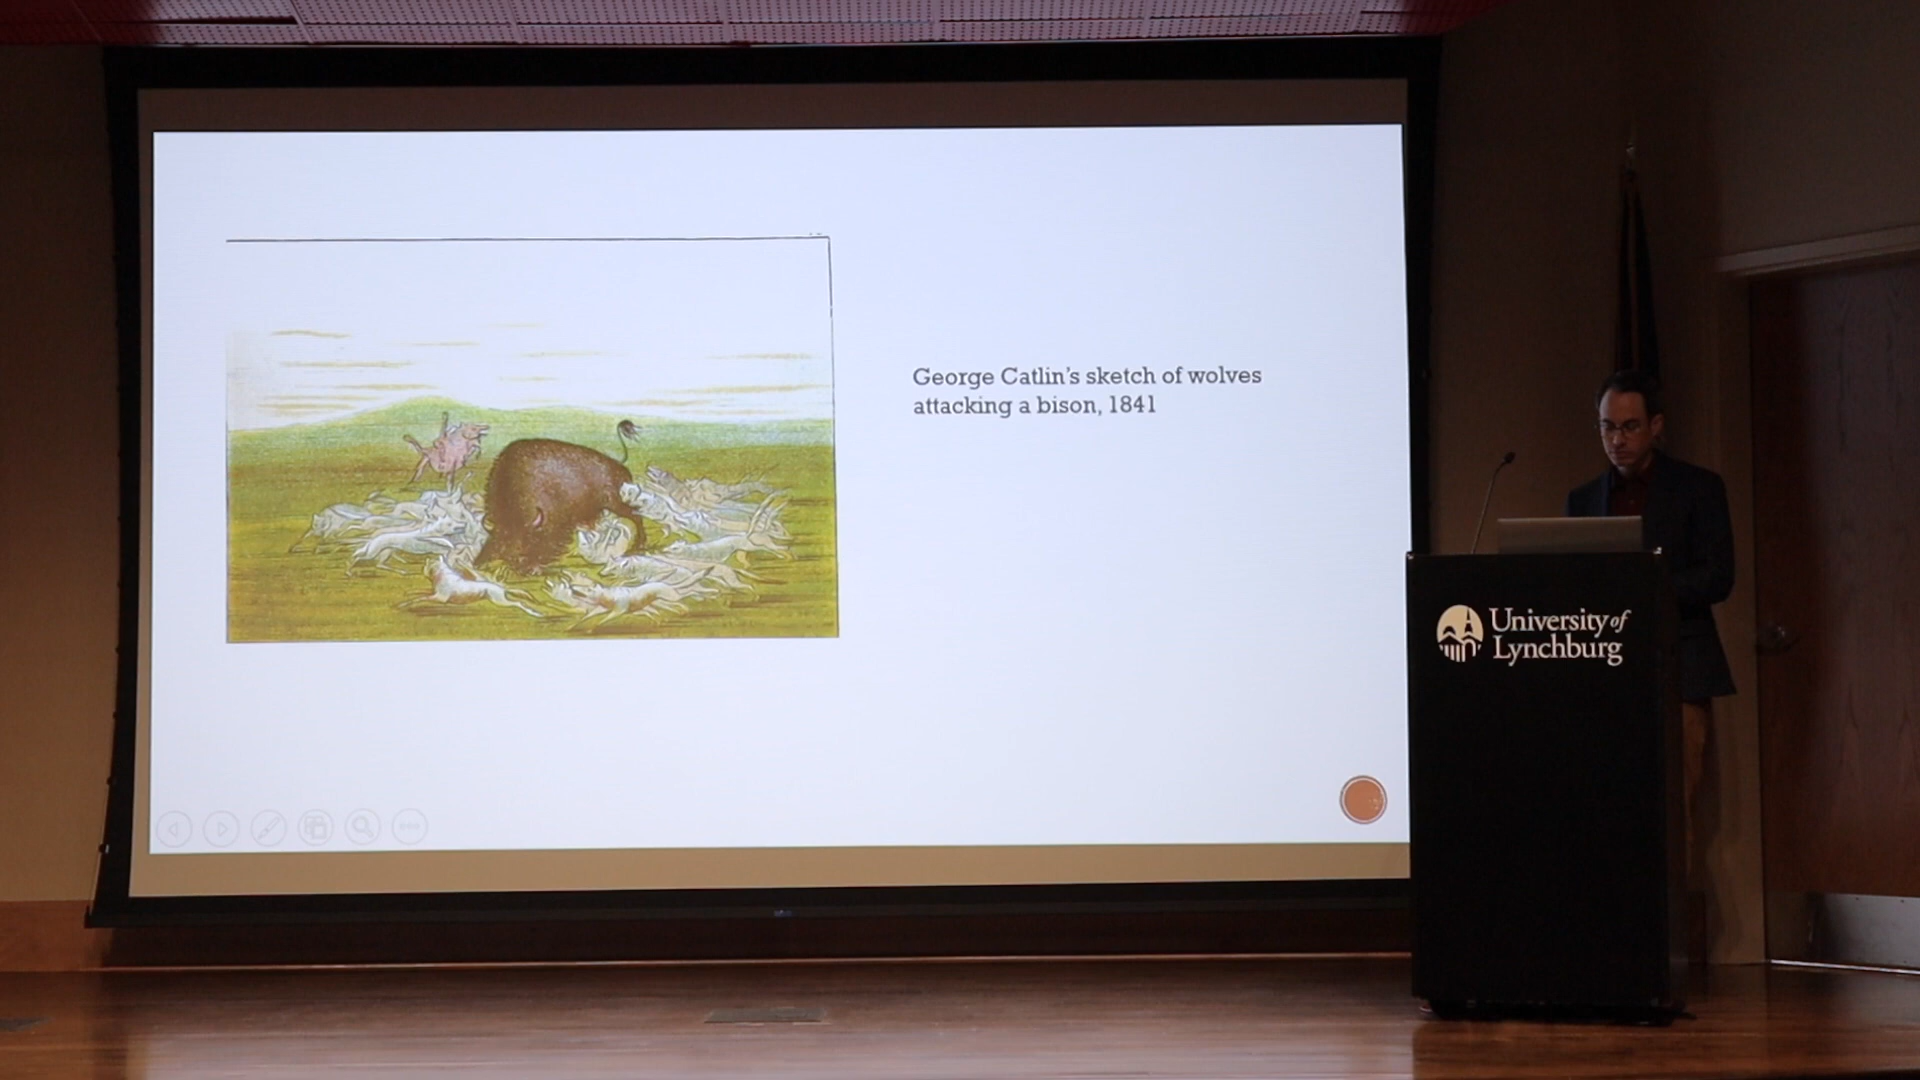 George Catlin's sketch of wolves
attacking a bison, 1841
University of
Lynchburg